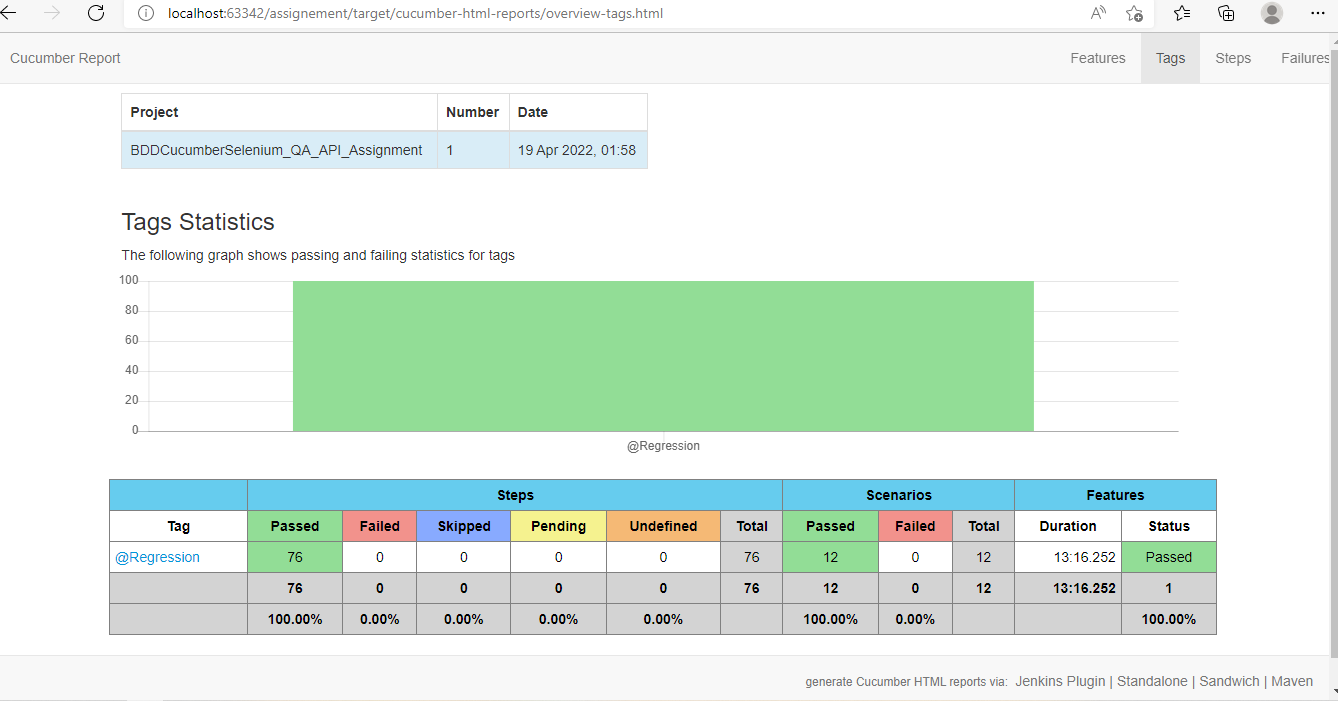 localhost:63342/assignement/target/cucumber-html-reports/overview-tags.html
Cucumber Report Features Tags Steps Failures
Project Number Date
BDDCucumberSelenium_QA_API_Assignment 1 19 Apr 2022, 01:58
Tags Statistics
The following graph shows passing and failing statistics for tags
100
80
60
40
20
0
@Regression
Steps Scenarios Features
Tag Passed Failed Skipped Pending Undefined Total Passed Failed Total Duration Status
@Regression 76 0 0 0 0 76 12 0 12 13:16.252 Passed
76 0 0 0 0 76 12 0 12 13:16.252 1
100.00% 0.00% 0.00% 0.00% 0.00% 100.00% 0.00% 100.00%
generate Cucumber HTML reports via: Jenkins Plugin | Standalone | Sandwich | Maven